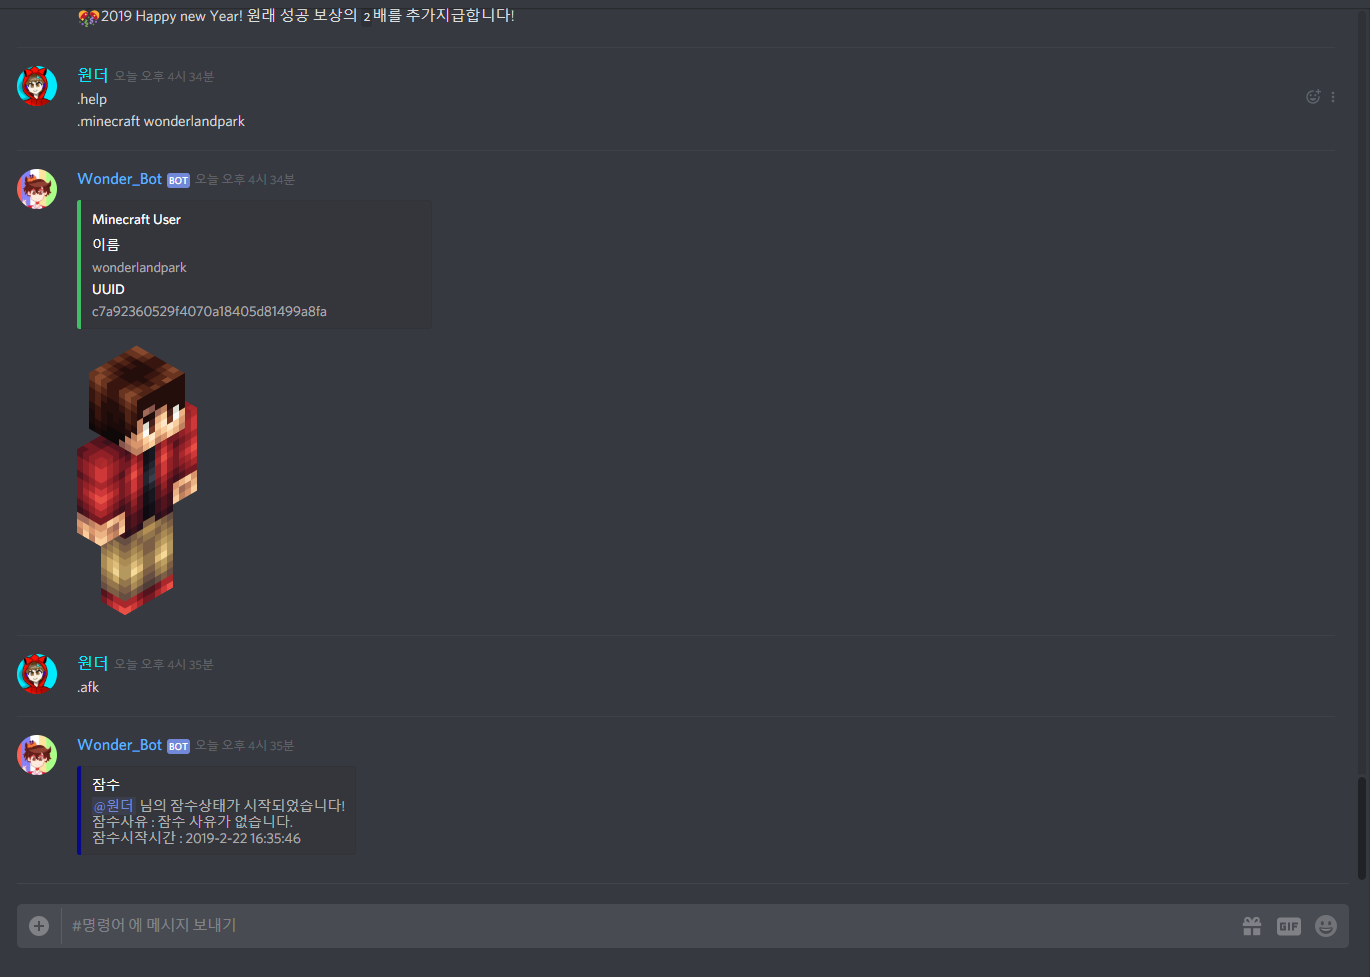 2019 Happy new Year! 원래 성공 보상의 2 배를 추가지급합니다!
원더 오늘 오후 4시 34분
.help
.minecraft wonderlandpark
Wonder_Bot BOT 오늘 오후 4시 34분
Minecraft User
이름
wonderlandpark
UUID
c7a92360529f4070a18405d81499a8fa
원더 오늘 오후 4시 35분
.afk
Wonder_Bot BOT 오늘 오후 4시 35분
잠수
@원더 님의 잠수상태가 시작되었습니다!
잠수사유 : 잠수 사유가 없습니다.
잠수시작시간 : 2019-2-22 16:35:46
#명령어 에 메시지 보내기
GIF